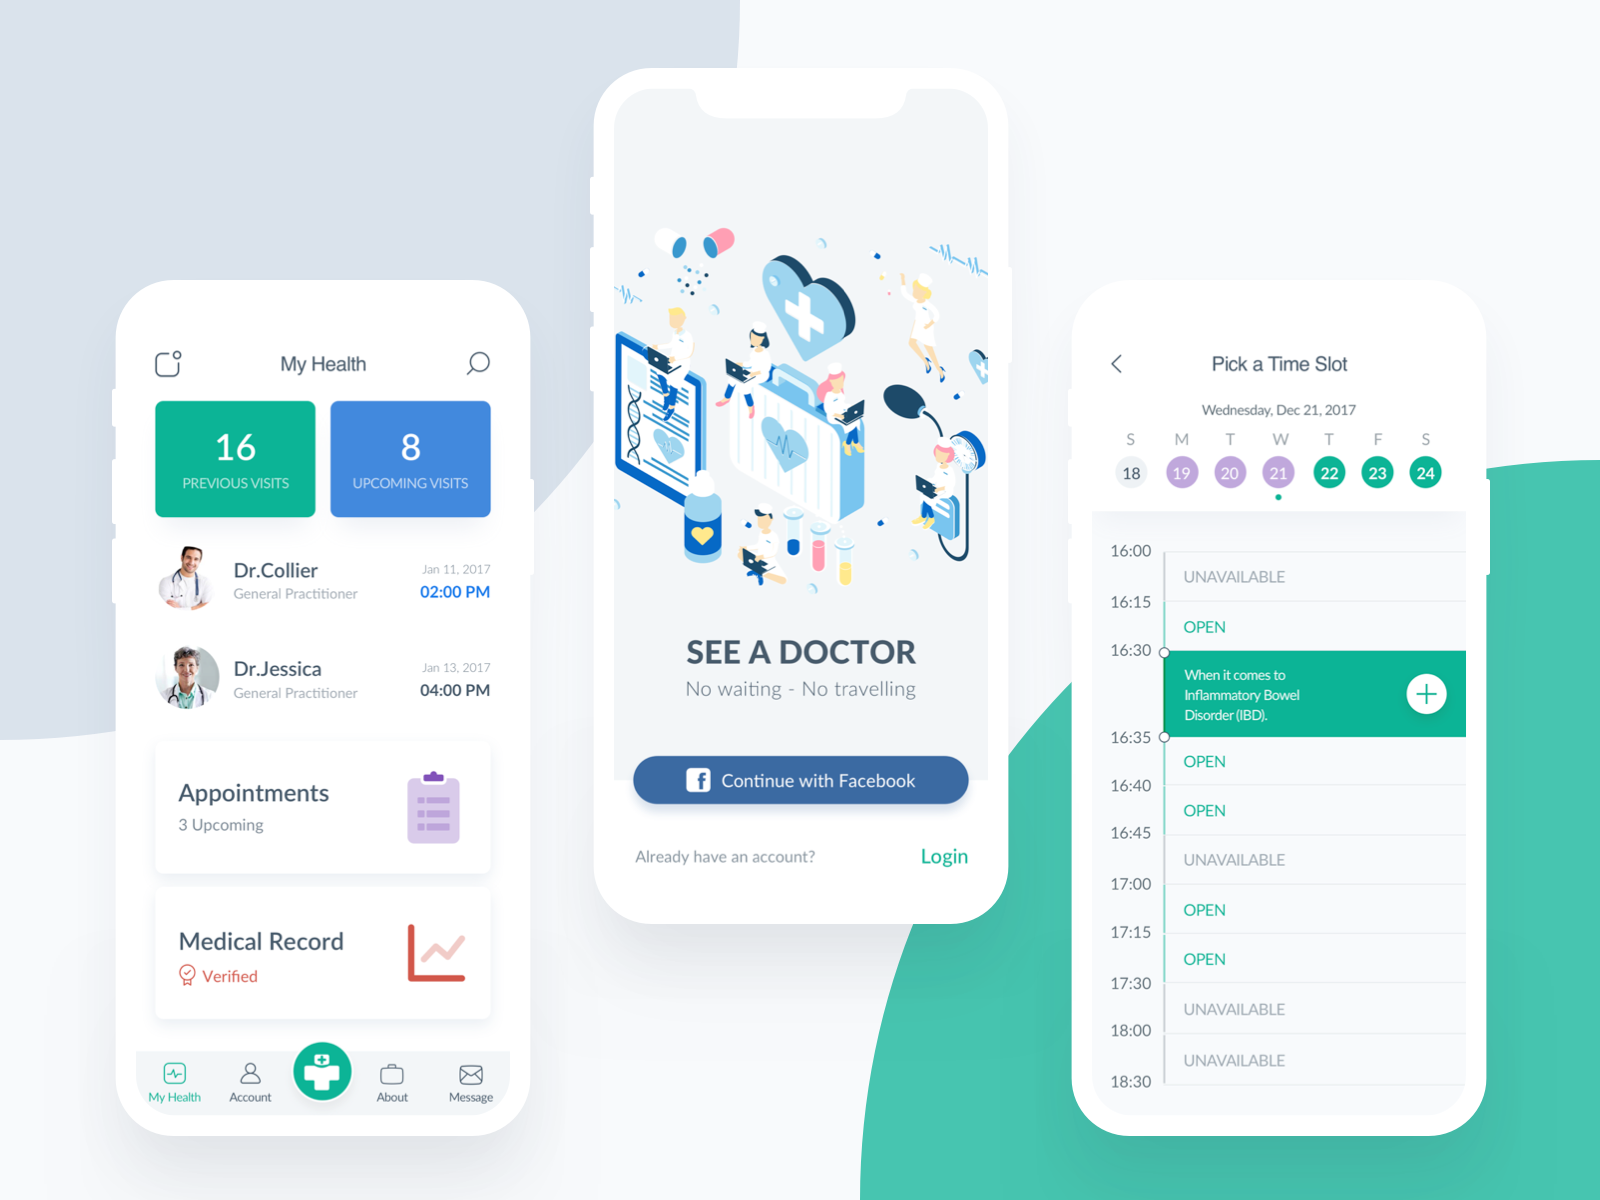 My Health
16
PREVIOUS VISITS
8
UPCOMING VISITS
Dr.Collier
General Practitioner
Jan 11, 2017
02:00 PM
Dr.Jessica
General Practitioner
Jan 13, 2017
04:00 PM
Appointments
3 Upcoming
Medical Record
Verified
My Health
Account
About
Message
SEE A DOCTOR
No waiting - No travelling
f Continue with Facebook
Already have an account?
Login
Pick a Time Slot
Wednesday, Dec 21, 2017
S M T W T F S
18 19 20 21 22 23 24
16:00
UNAVAILABLE
16:15
OPEN
16:30
When it comes to
Inflammatory Bowel
Disorder (IBD).
16:35
OPEN
16:40
OPEN
16:45
UNAVAILABLE
17:00
OPEN
17:15
OPEN
17:30
UNAVAILABLE
18:00
UNAVAILABLE
18:30